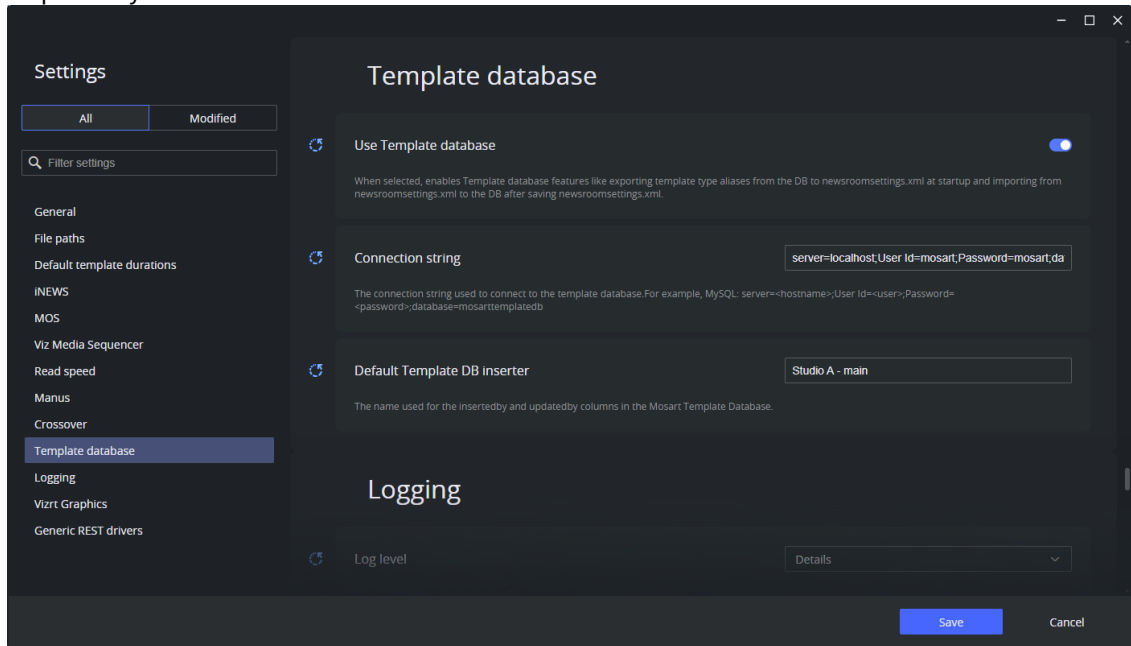 Settings
All
Modified
Filter settings
General
File paths
Default template durations
iNEWS
MOS
Viz Media Sequencer
Read speed
Manus
Crossover
Template database
Logging
Vizrt Graphics
Generic REST drivers
Template database
Use Template database
When selected, enables Template database features like exporting template type aliases from the DB to newsroomsettings.xml at startup and importing from
newsroomsettings.xml to the DB after saving newsroomsettings.xml.
Connection string
server=localhost;User Id=mosart;Password=mosart;da
The connection string used to connect to the template database.For example, MySQL: server=<hostname>;User Id=<user>;Password=
<password>;database=mosarttemplatedb
Default Template DB inserter
Studio A - main
The name used for the insertedby and updatedby columns in the Mosart Template Database.
Logging
Log level
Details
Save
Cancel